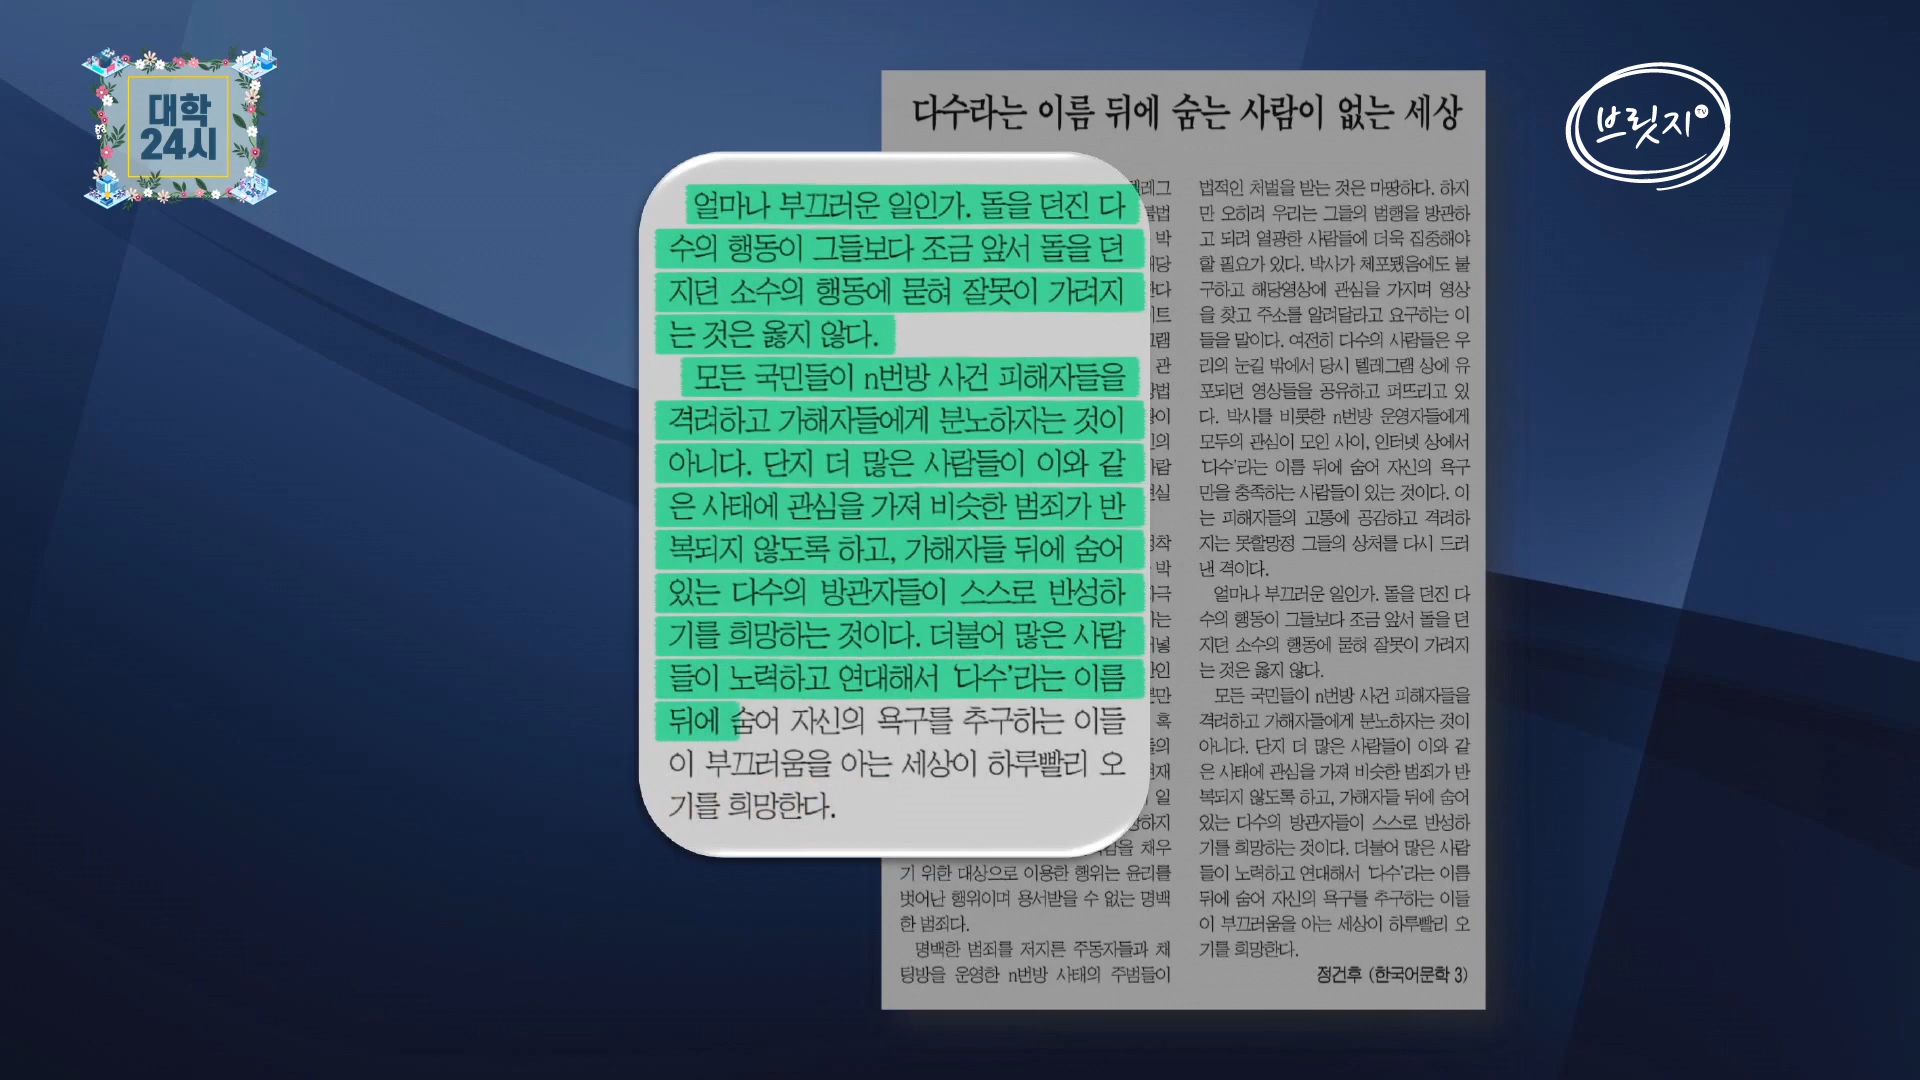 대학
24시
브릿지
TV
다수라는 이름 뒤에 숨는 사람이 없는 세상
얼마나 부끄러운 일인가. 돌을 던진 다
수의 행동이 그들보다 조금 앞서 돌을 던
지던 소수의 행동에 묻혀 잘못이 가려지
는 것은 옳지 않다.
모든 국민들이 n번방 사건 피해자들을
격려하고 가해자들에게 분노하자는 것이
아니다. 단지 더 많은 사람들이 이와 같
은 사태에 관심을 가져 비슷한 범죄가 반
복되지 않도록 하고, 가해자들 뒤에 숨어
있는 다수의 방관자들이 스스로 반성하
기를 희망하는 것이다. 더불어 많은 사람
들이 노력하고 연대해서 '다수'라는 이름
뒤에 숨어 자신의 욕구를 추구하는 이들
이 부끄러움을 아는 세상이 하루빨리 오
기를 희망한다.
기 위한 대상으로 이용한 행위는 윤리를
벗어난 행위이며 용서받을 수 없는 명백
한 범죄다.
명백한 범죄를 저지른 주동자들과 채
팅방을 운영한 n번방 사태의 주범들이
법적인 처벌을 받는 것은 마땅하다. 하지
만 오히려 우리는 그들의 범행을 방관하
고 되려 열광한 사람들에 더욱 집중해야
할 필요가 있다. 박사가 체포됐음에도 불
구하고 해당영상에 관심을 가지며 영상
을 찾고 주소를 알려달라고 요구하는 이
들을 말이다. 여전히 다수의 사람들은 우
리의 눈길 밖에서 당시 텔레그램 상에 유
포되던 영상들을 공유하고 퍼뜨리고 있
다. 박사를 비롯한 n번방 운영자들에게
모두의 관심이 모인 사이, 인터넷 상에서
'다수'라는 이름 뒤에 숨어 자신의 욕구
만을 충족하는 사람들이 있는 것이다. 이
는 피해자들의 고통에 공감하고 격려하
지는 못할망정 그들의 상처를 다시 드러
낸 격이다.
얼마나 부끄러운 일인가. 돌을 던진 다
수의 행동이 그들보다 조금 앞서 돌을 던
지던 소수의 행동에 묻혀 잘못이 가려지
는 것은 옳지 않다.
모든 국민들이 n번방 사건 피해자들을
격려하고 가해자들에게 분노하자는 것이
아니다. 단지 더 많은 사람들이 이와 같
은 사태에 관심을 가져 비슷한 범죄가 반
복되지 않도록 하고, 가해자들 뒤에 숨어
있는 다수의 방관자들이 스스로 반성하
기를 희망하는 것이다. 더불어 많은 사람
들이 노력하고 연대해서 '다수'라는 이름
뒤에 숨어 자신의 욕구를 추구하는 이들
이 부끄러움을 아는 세상이 하루빨리 오
기를 희망한다.
정건후 (한국어문학 3)